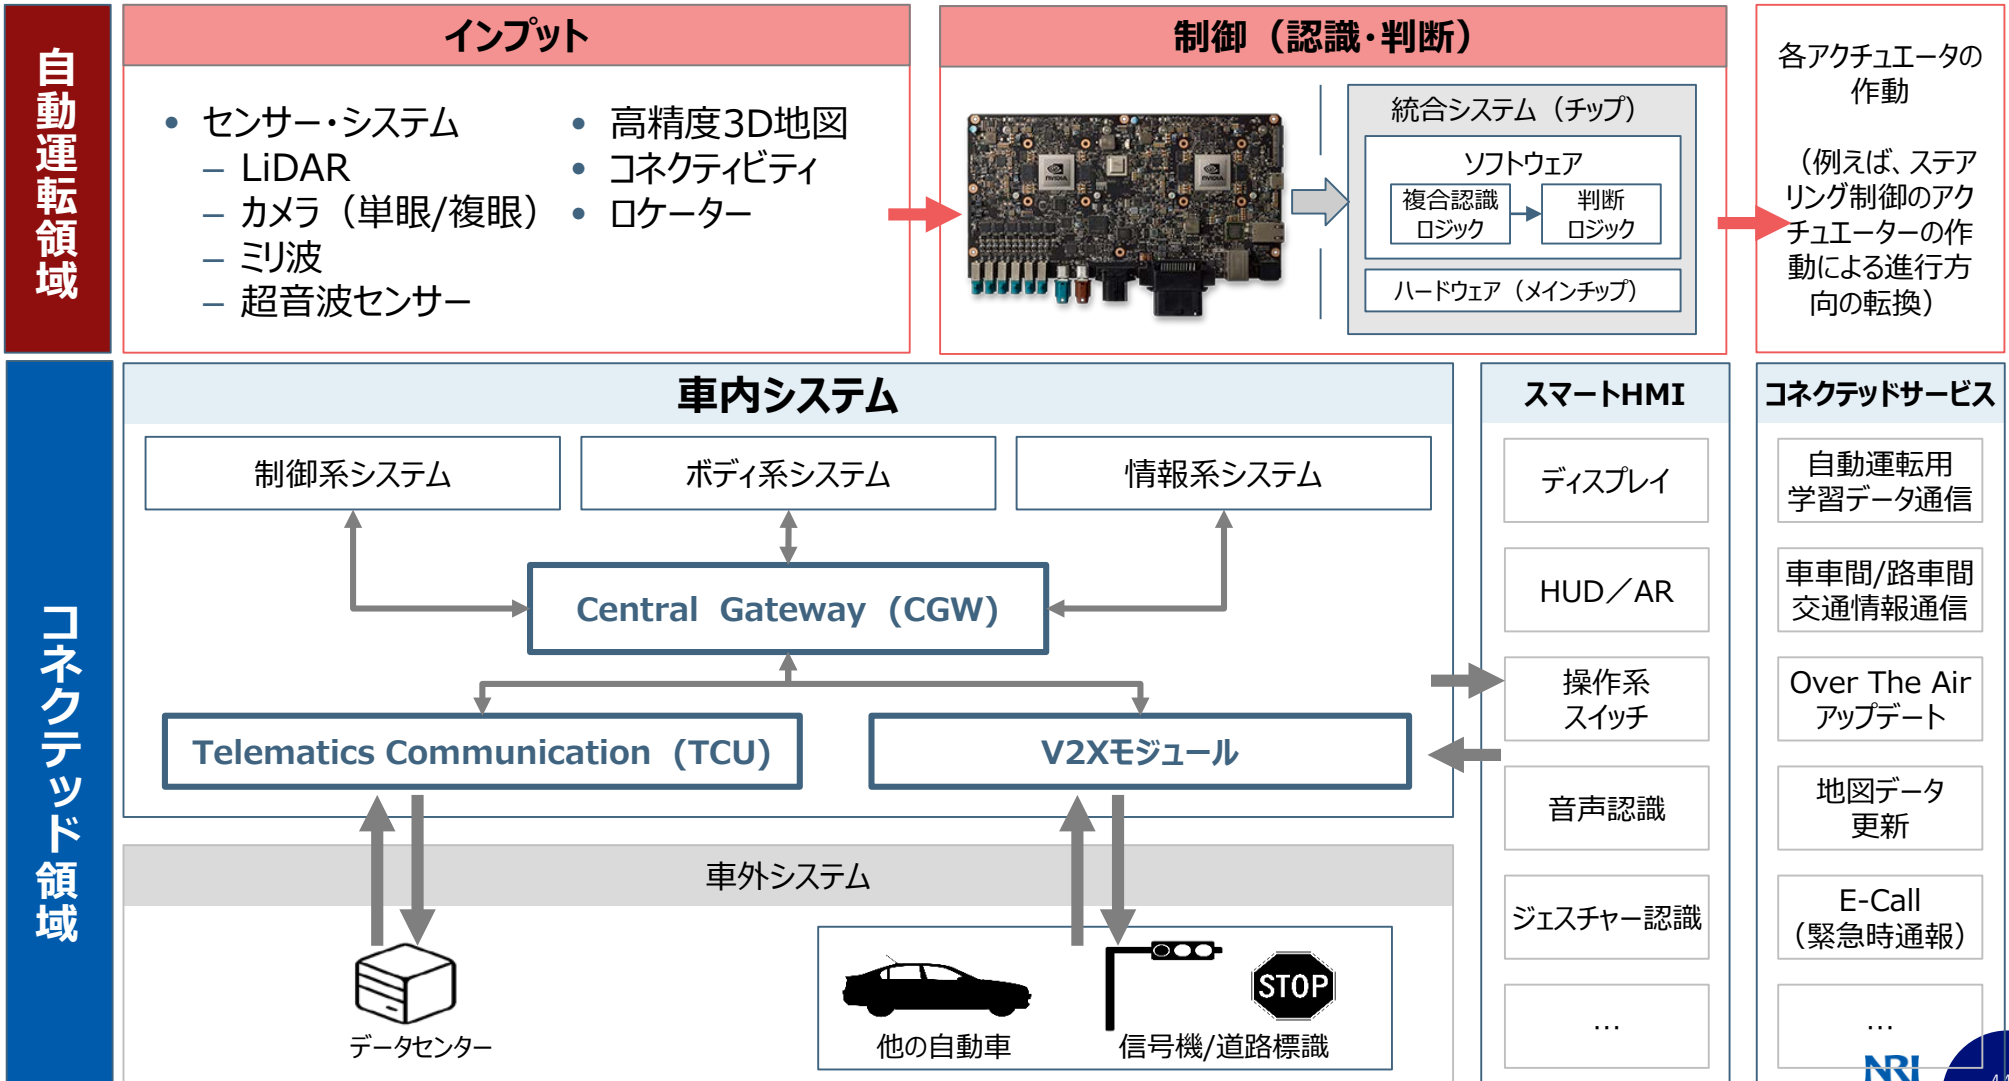 自動運転領域
インプット
• センサー・システム
– LiDAR
– カメラ（単眼/複眼）
– ミリ波
– 超音波センサー
• 高精度3D地図
• コネクティビティ
• ロケーター
制御（認識・判断）
NVIDIA
NVIDIA
統合システム（チップ）
ソフトウェア
複合認識
ロジック
判断
ロジック
ハードウェア（メインチップ）
各アクチュエータの
作動
（例えば、ステア
リング制御のアク
チュエーターの作
動による進行方
向の転換）
コネクテッド領域
車内システム
制御系システム
ボディ系システム
情報系システム
Central Gateway (CGW)
Telematics Communication (TCU)
V2Xモジュール
車外システム
データセンター
他の自動車
STOP
信号機/道路標識
スマートHMI
ディスプレイ
HUD／AR
操作系
スイッチ
音声認識
ジェスチャー認識
…
コネクテッドサービス
自動運転用
学習データ通信
車車間/路車間
交通情報通信
Over The Air
アップデート
地図データ
更新
E-Call
（緊急時通報）
…
NRI